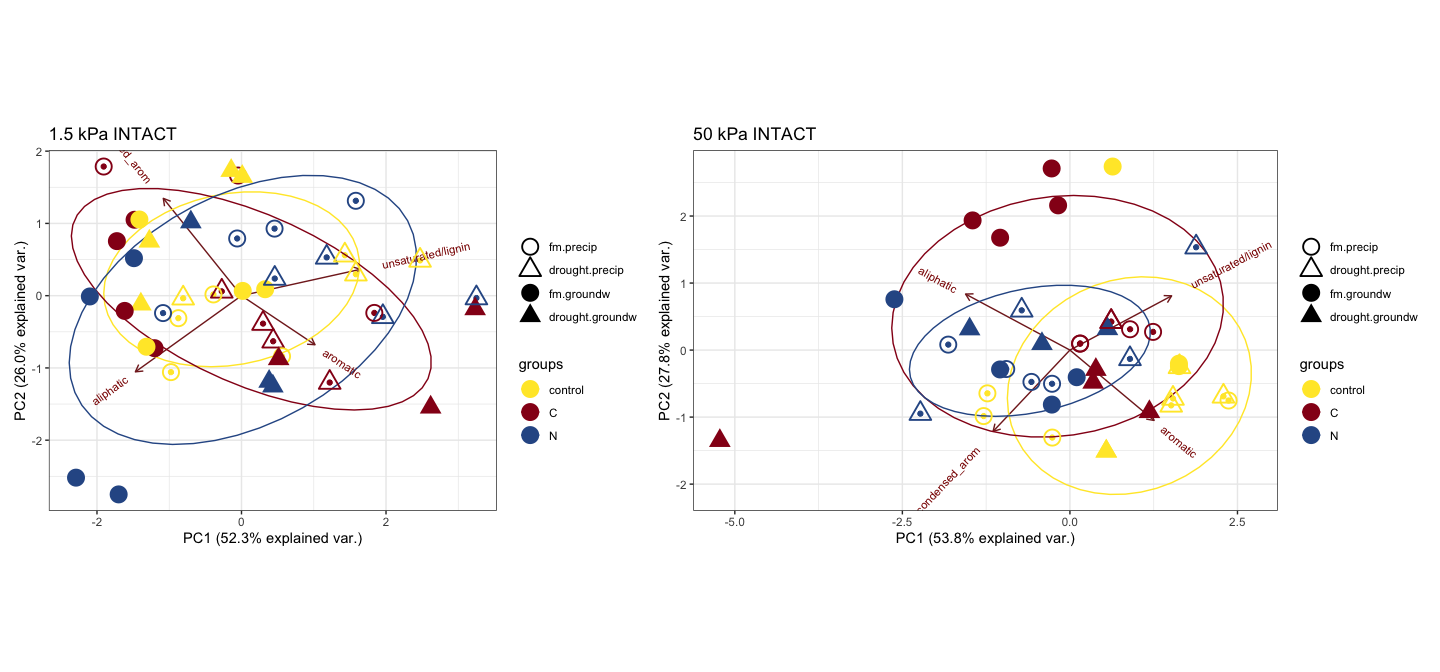 1.5 kPa INTACT
PC2 (26.0% explained var.)
2
1
0
-1
-2
d_arom
unsaturated/lignin
aromatic
aliphatic
-2
0
2
PC1 (52.3% explained var.)
fm.precip
drought.precip
fm.groundw
drought.groundw
groups
control
C
N
50 kPa INTACT
PC2 (27.8% explained var.)
2
1
0
-1
-2
aliphatic
unsaturated/lignin
condensed_arom
aromatic
-5.0
-2.5
0.0
2.5
PC1 (53.8% explained var.)
fm.precip
drought.precip
fm.groundw
drought.groundw
groups
control
C
N